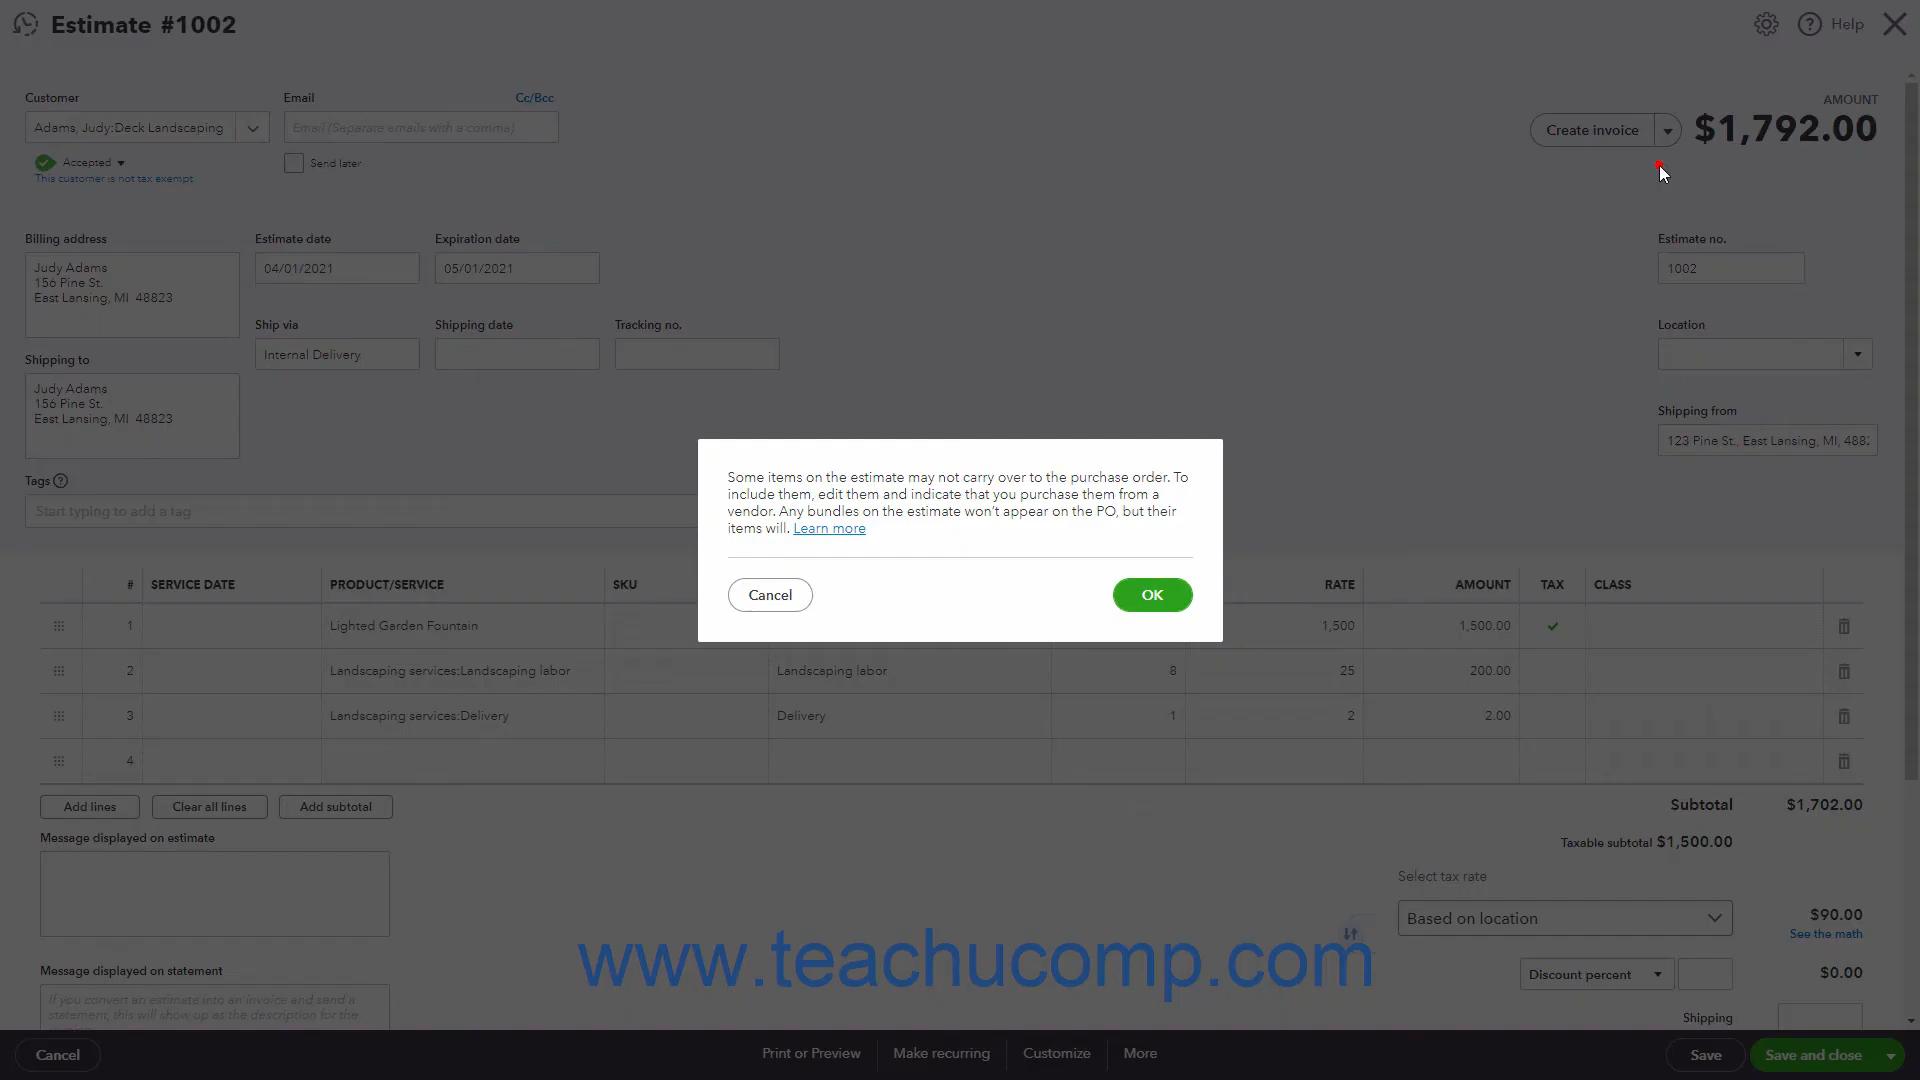 Estimate #1002
Help
Customer
Email
Cc/Bcc
AMOUNT
Adams, Judy:Deck Landscaping
Email (Separate emails with a comma)
Create invoice
$1,792.00
Accepted
Send later
This customer is not tax exempt
Billing address
Estimate date
Expiration date
Estimate no.
Judy Adams
156 Pine St.
East Lansing, MI 48823
04/01/2021
05/01/2021
1002
Ship via
Shipping date
Tracking no.
Location
Internal Delivery
Shipping to
Judy Adams
156 Pine St.
East Lansing, MI 48823
Shipping from
123 Pine St., East Lansing, MI, 4882
Tags
Start typing to add a tag
Some items on the estimate may not carry over to the purchase order. To
include them, edit them and indicate that you purchase them from a
vendor. Any bundles on the estimate won't appear on the PO, but their
items will. Learn more
Cancel
OK
# SERVICE DATE PRODUCT/SERVICE SKU RATE AMOUNT TAX CLASS
1 Lighted Garden Fountain 1,500 1,500.00
2 Landscaping services:Landscaping labor Landscaping labor 8 25 200.00
3 Landscaping services:Delivery Delivery 1 2 2.00
4
Add lines
Clear all lines
Add subtotal
Subtotal $1,702.00
Message displayed on estimate
Taxable subtotal $1,500.00
Select tax rate
Based on location
$90.00
See the math
www.teachucomp.com
Message displayed on statement
Discount percent
$0.00
If you convert an estimate into an invoice and send a
statement, this will show up as the description for the
Shipping
Cancel
Print or Preview
Make recurring
Customize
More
Save
Save and close